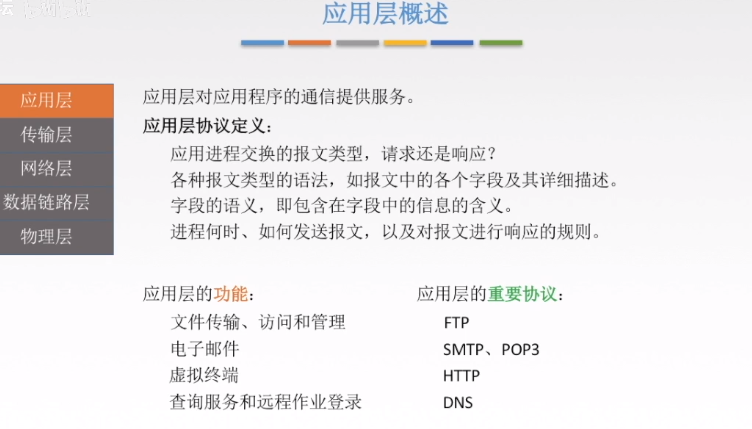 应用层概述
应用层
传输层
网络层
数据链路层
物理层
应用层对应用程序的通信提供服务。
应用层协议定义：
应用进程交换的报文类型，请求还是响应？
各种报文类型的语法，如报文中的各个字段及其详细描述。
字段的语义，即包含在字段中的信息的含义。
进程何时、如何发送报文，以及对报文进行响应的规则。
应用层的功能：
文件传输、访问和管理
电子邮件
虚拟终端
查询服务和远程作业登录
应用层的重要协议：
FTP
SMTP、POP3
HTTP
DNS